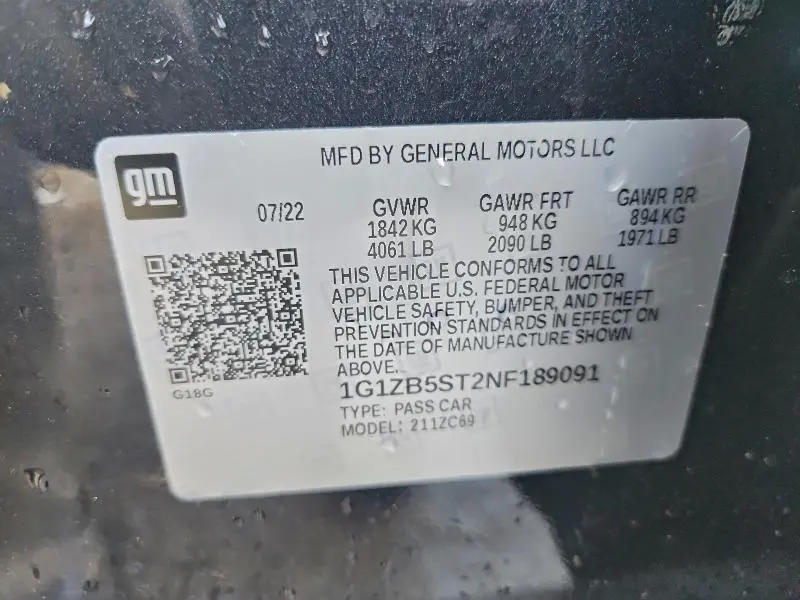 gm
MFD BY GENERAL MOTORS LLC
07/22
GVWR
1842 KG
4061 LB
GAWR FRT
948 KG
2090 LB
GAWR RR
894 KG
1971 LB
THIS VEHICLE CONFORMS TO ALL
APPLICABLE U.S. FEDERAL MOTOR
VEHICLE SAFETY, BUMPER, AND THEFT
PREVENTION STANDARDS IN EFFECT ON
THE DATE OF MANUFACTURE SHOWN
ABOVE.
G18G
1G1ZB5ST2NF189091
TYPE: PASS CAR
MODEL: 211ZC69